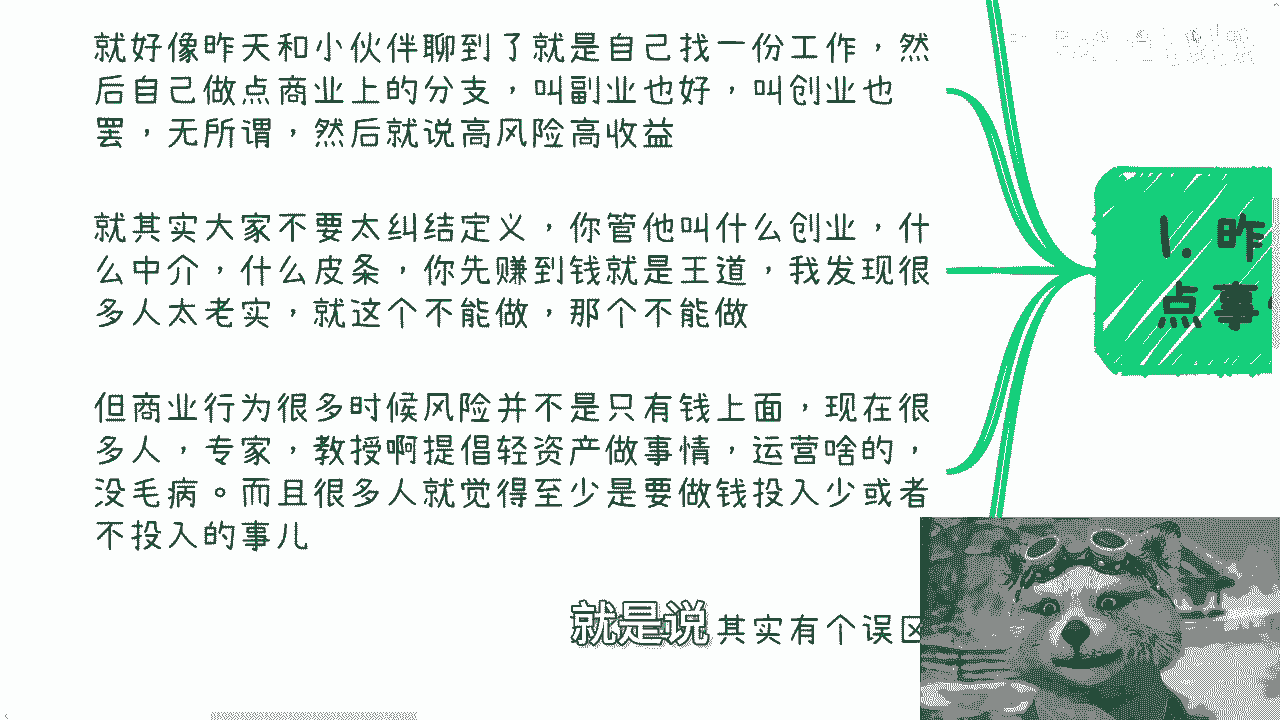 就好像昨天和小伙伴聊到了就是自己找一份工作，然
后自己做点商业上的分支，叫副业也好，叫创业也
罢，无所谓，然后就说高风险高收益
就其实大家不要太纠结定义，你管他叫什么创业，什
么中介，什么皮条，你先赚到钱就是王道，我发现很
多人太老实，就这个不能做，那个不能做
但商业行为很多时候风险并不是只有钱上面，现在很
多人，专家，教授啊提倡轻资产做事情，运营啥的，
没毛病。而且很多人就觉得至少是要做钱投入少或者
不投入的事儿
就是说其实有个误区
1. 昨
点事